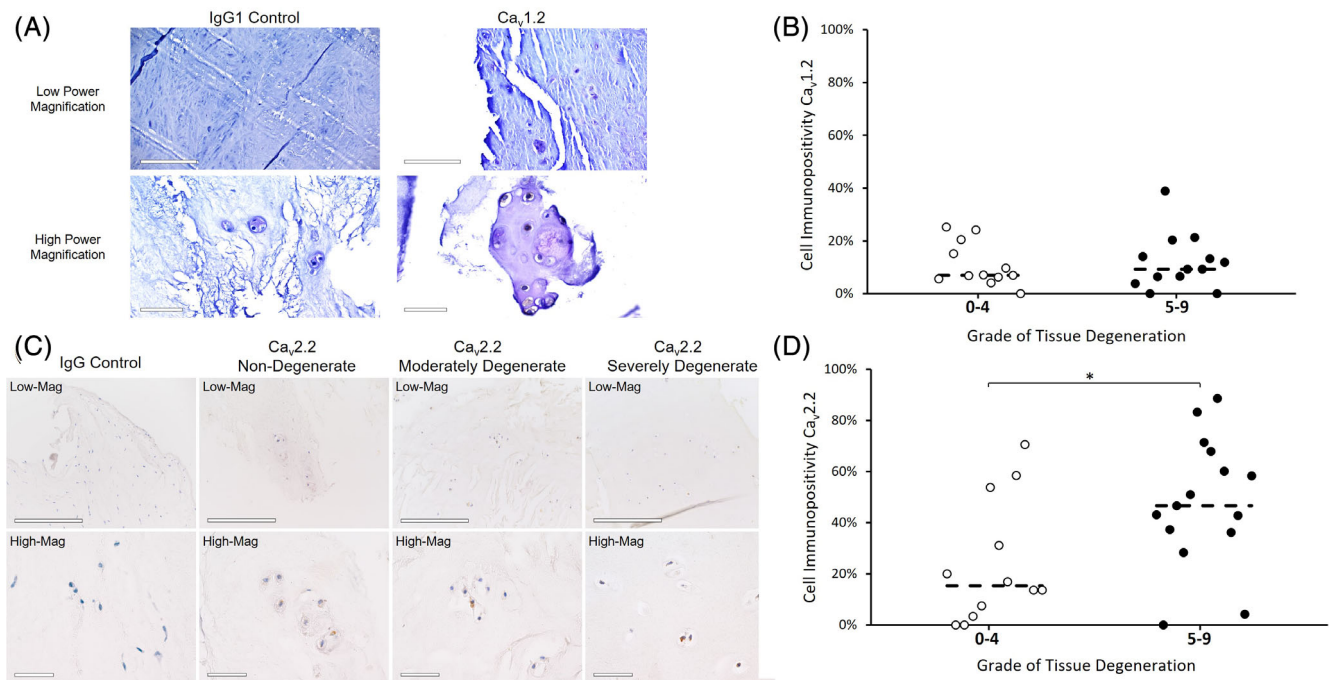 (A)
IgG1 Control
Caᵥ1.2
Low Power
Magnification
High Power
Magnification
(B)
Cell Immunopositivity Caᵥ1.2
100%
80%
60%
40%
20%
0%
0-4
5-9
Grade of Tissue Degeneration
(C)
IgG Control
Caᵥ2.2
Non-Degenerate
Caᵥ2.2
Moderately Degenerate
Caᵥ2.2
Severely Degenerate
Low-Mag
Low-Mag
Low-Mag
Low-Mag
High-Mag
High-Mag
High-Mag
High-Mag
(D)
Cell Immunopositivity Caᵥ2.2
100%
80%
60%
40%
20%
0%
*
0-4
5-9
Grade of Tissue Degeneration